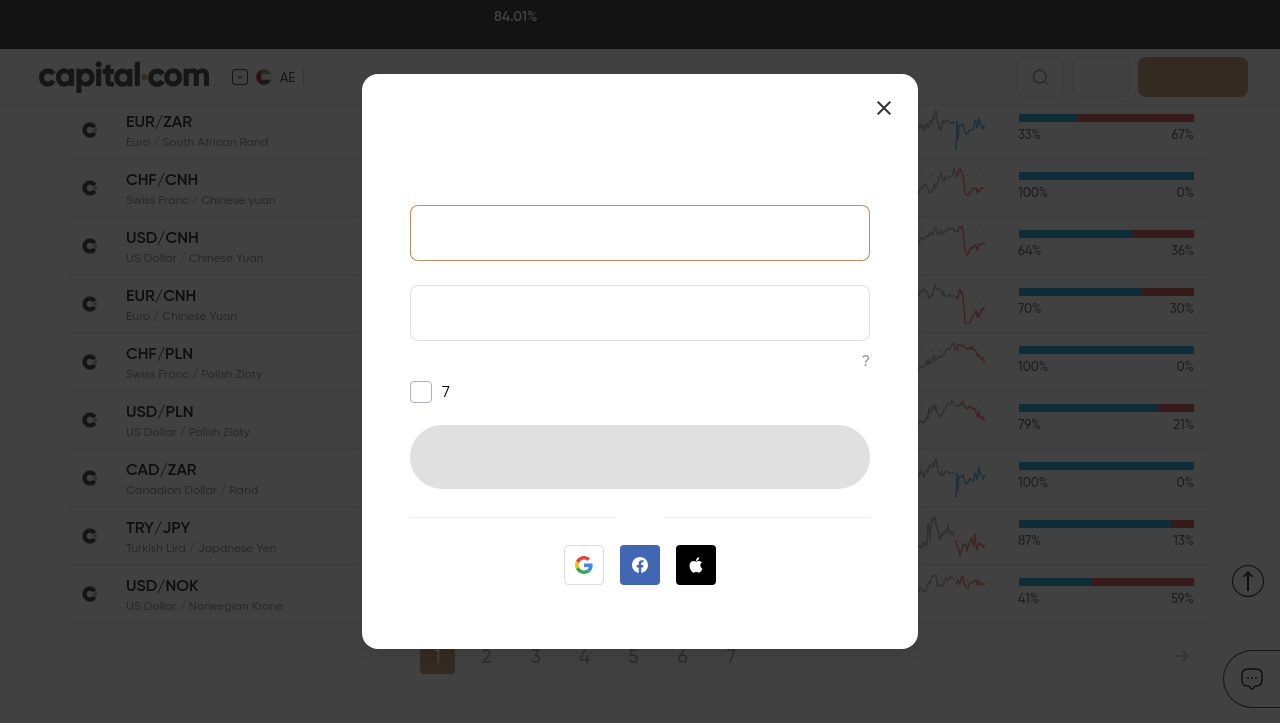 84.01%
capital.com
AE
EUR/ZAR
Euro / South African Rand
33%
67%
CHF/CNH
Swiss Franc / Chinese yuan
100%
0%
USD/CNH
US Dollar / Chinese Yuan
64%
36%
EUR/CNH
Euro / Chinese Yuan
70%
30%
CHF/PLN
Swiss Franc / Polish Zloty
100%
0%
USD/PLN
US Dollar / Polish Zloty
79%
21%
CAD/ZAR
Canadian Dollar / Rand
100%
0%
TRY/JPY
Turkish Lira / Japanese Yen
87%
13%
USD/NOK
US Dollar / Norwegian Krone
41%
59%
?
7
1 2 3 4 5 6 7